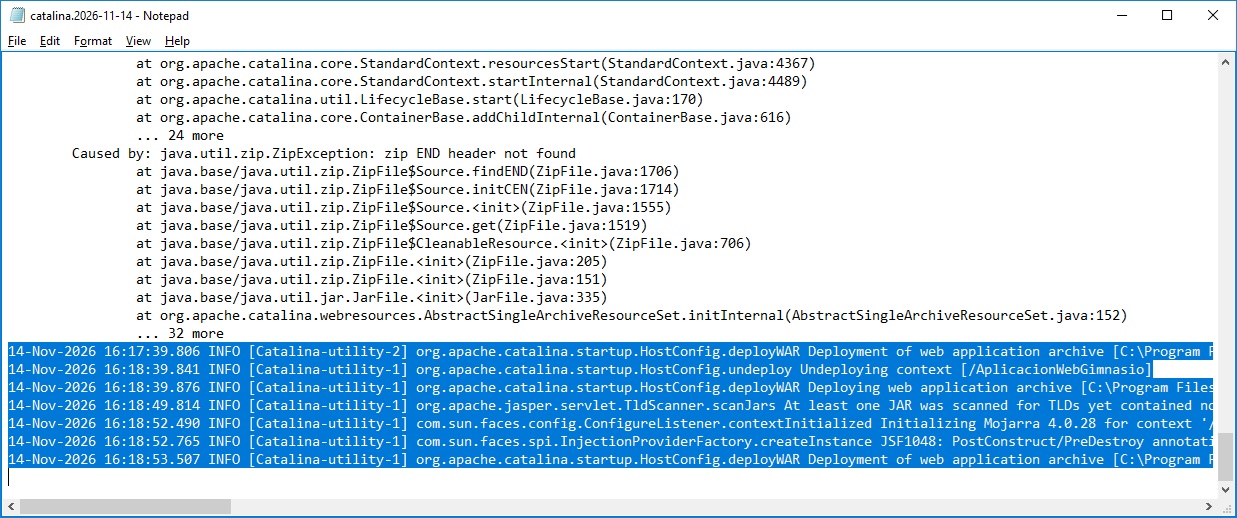 catalina.2026-11-14 - Notepad
File Edit Format View Help
at org.apache.catalina.core.StandardContext.resourcesStart(StandardContext.java:4367)
at org.apache.catalina.core.StandardContext.startInternal(StandardContext.java:4489)
at org.apache.catalina.util.LifecycleBase.start(LifecycleBase.java:170)
at org.apache.catalina.core.ContainerBase.addChildInternal(ContainerBase.java:616)
... 24 more
Caused by: java.util.zip.ZipException: zip END header not found
at java.base/java.util.zip.ZipFile$Source.findEND(ZipFile.java:1706)
at java.base/java.util.zip.ZipFile$Source.initCEN(ZipFile.java:1714)
at java.base/java.util.zip.ZipFile$Source.<init>(ZipFile.java:1555)
at java.base/java.util.zip.ZipFile$Source.get(ZipFile.java:1519)
at java.base/java.util.zip.ZipFile$CleanableResource.<init>(ZipFile.java:706)
at java.base/java.util.zip.ZipFile.<init>(ZipFile.java:205)
at java.base/java.util.zip.ZipFile.<init>(ZipFile.java:151)
at java.base/java.util.jar.JarFile.<init>(JarFile.java:335)
at org.apache.catalina.webresources.AbstractSingleArchiveResourceSet.initInternal(AbstractSingleArchiveResourceSet.java:152)
... 32 more
14-Nov-2026 16:17:39.806 INFO [Catalina-utility-2] org.apache.catalina.startup.HostConfig.deployWAR Deployment of web application archive [C:\Program F
14-Nov-2026 16:18:39.841 INFO [Catalina-utility-1] org.apache.catalina.startup.HostConfig.undeploy Undeploying context [/AplicacionWebGimnasio]
14-Nov-2026 16:18:39.876 INFO [Catalina-utility-1] org.apache.catalina.startup.HostConfig.deployWAR Deploying web application archive [C:\Program Files
14-Nov-2026 16:18:49.814 INFO [Catalina-utility-1] org.apache.jasper.servlet.TldScanner.scanJars At least one JAR was scanned for TLDs yet contained no
14-Nov-2026 16:18:52.490 INFO [Catalina-utility-1] com.sun.faces.config.ConfigureListener.contextInitialized Initializing Mojarra 4.0.28 for context '/
14-Nov-2026 16:18:52.765 INFO [Catalina-utility-1] com.sun.faces.spi.InjectionProviderFactory.createInstance JSF1048: PostConstruct/PreDestroy annotati
14-Nov-2026 16:18:53.507 INFO [Catalina-utility-1] org.apache.catalina.startup.HostConfig.deployWAR Deployment of web application archive [C:\Program F